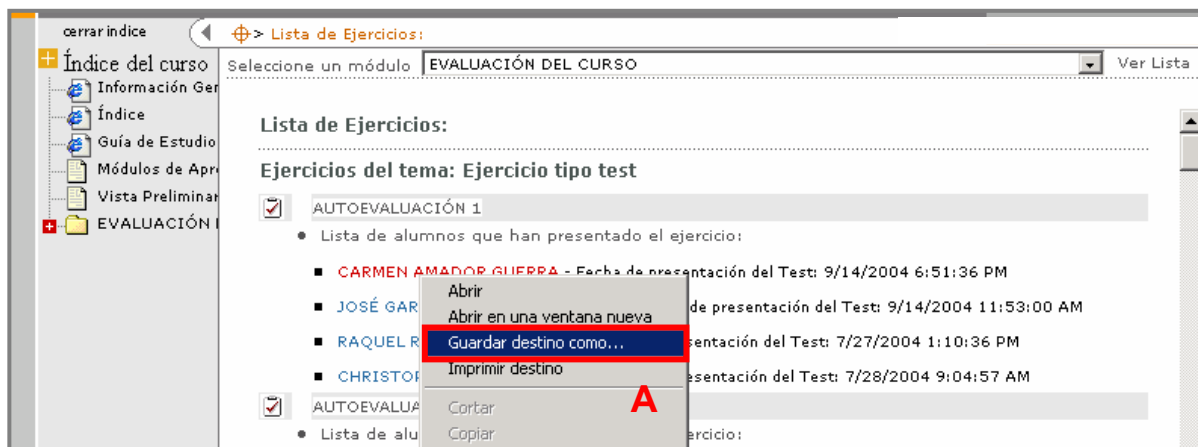 cerrar indice
> Lista de Ejercicios:
Índice del curso
Seleccione un módulo EVALUACIÓN DEL CURSO Ver Lista
Información Gen
Índice
Guía de Estudio
Módulos de Apre
Vista Preliminar
EVALUACIÓN
Lista de Ejercicios:
Ejercicios del tema: Ejercicio tipo test
AUTOEVALUACIÓN 1
Lista de alumnos que han presentado el ejercicio:
CARMEN AMADOR GUERRA - Fecha de presentación del Test: 9/14/2004 6:51:36 PM
JOSÉ GAR de presentación del Test: 9/14/2004 11:53:00 AM
RAQUEL R sentación del Test: 7/27/2004 1:10:36 PM
CHRISTOF esentación del Test: 7/28/2004 9:04:57 AM
AUTOEVALUA
Lista de alu ercicio:
Abrir
Abrir en una ventana nueva
Guardar destino como...
Imprimir destino
A
Cortar
Copiar